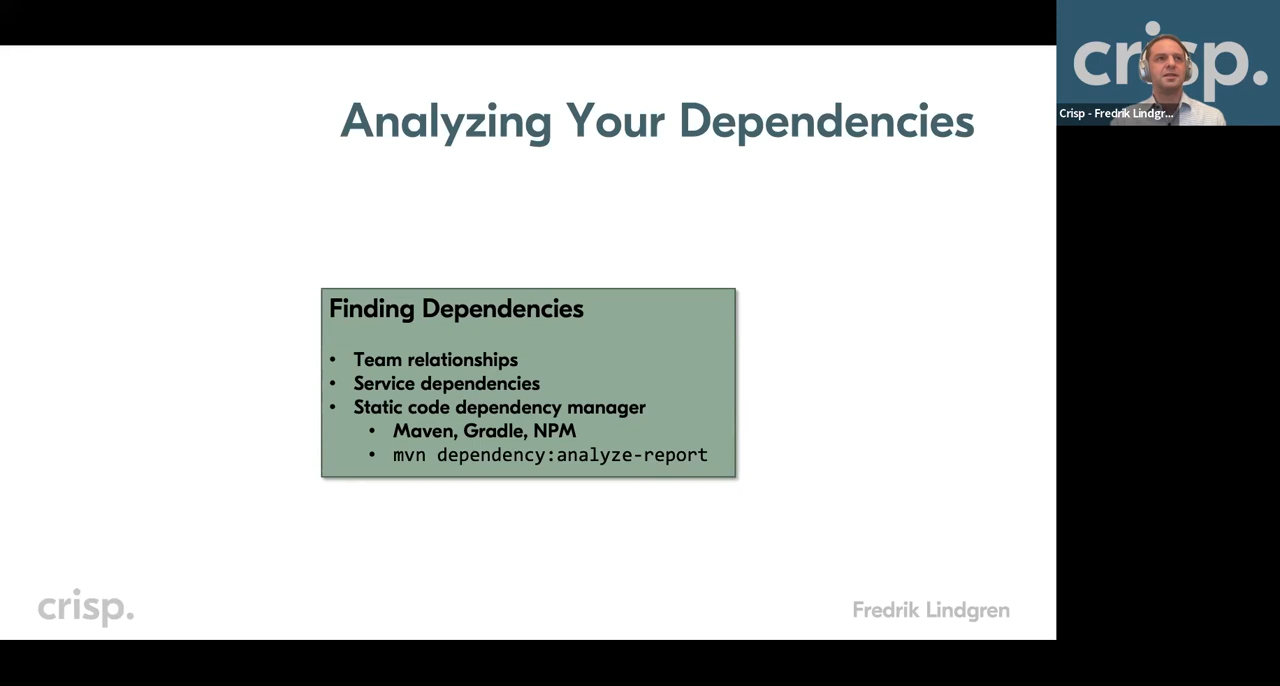 crisp.
Crisp - Fredrik Lindgr...
Analyzing Your Dependencies
Finding Dependencies
• Team relationships
• Service dependencies
• Static code dependency manager
• Maven, Gradle, NPM
• mvn dependency:analyze-report
crisp.
Fredrik Lindgren